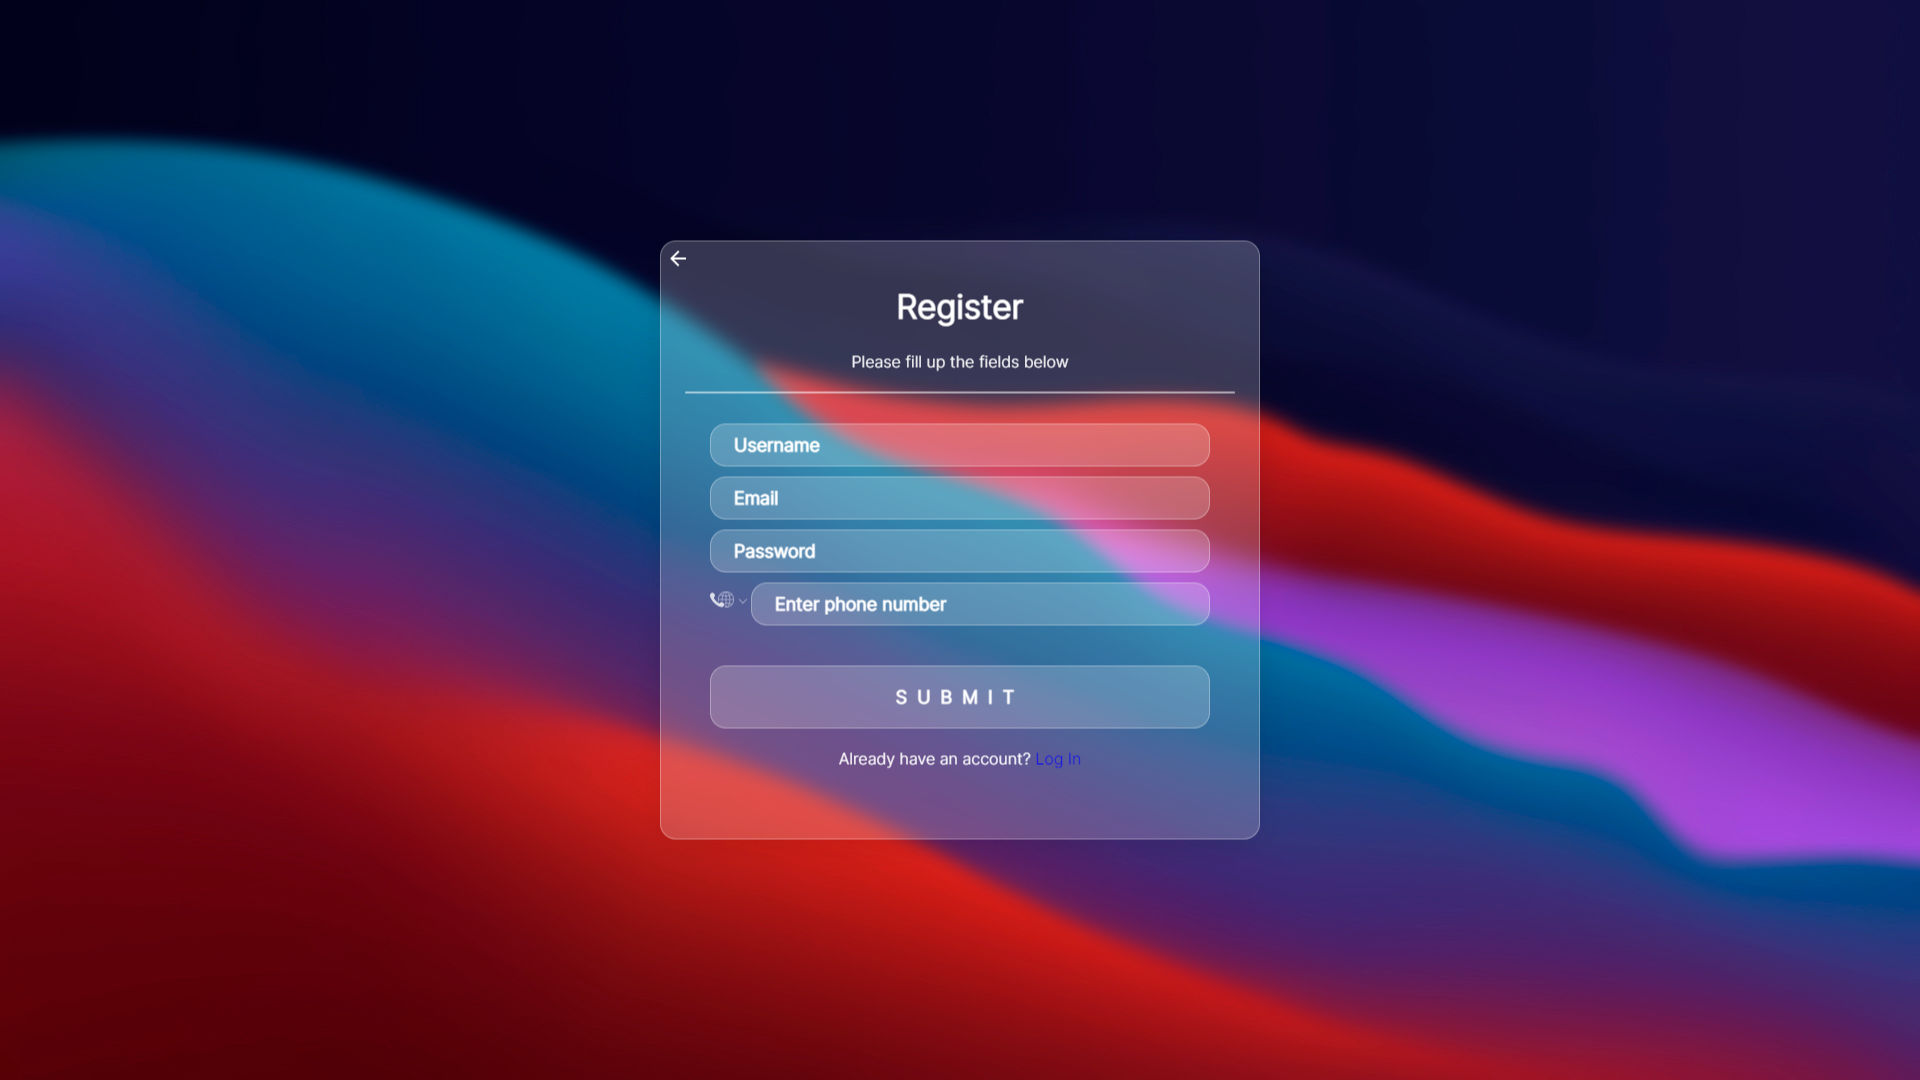 Register
Please fill up the fields below
Username
Email
Password
Enter phone number
SUBMIT
Already have an account? Log In